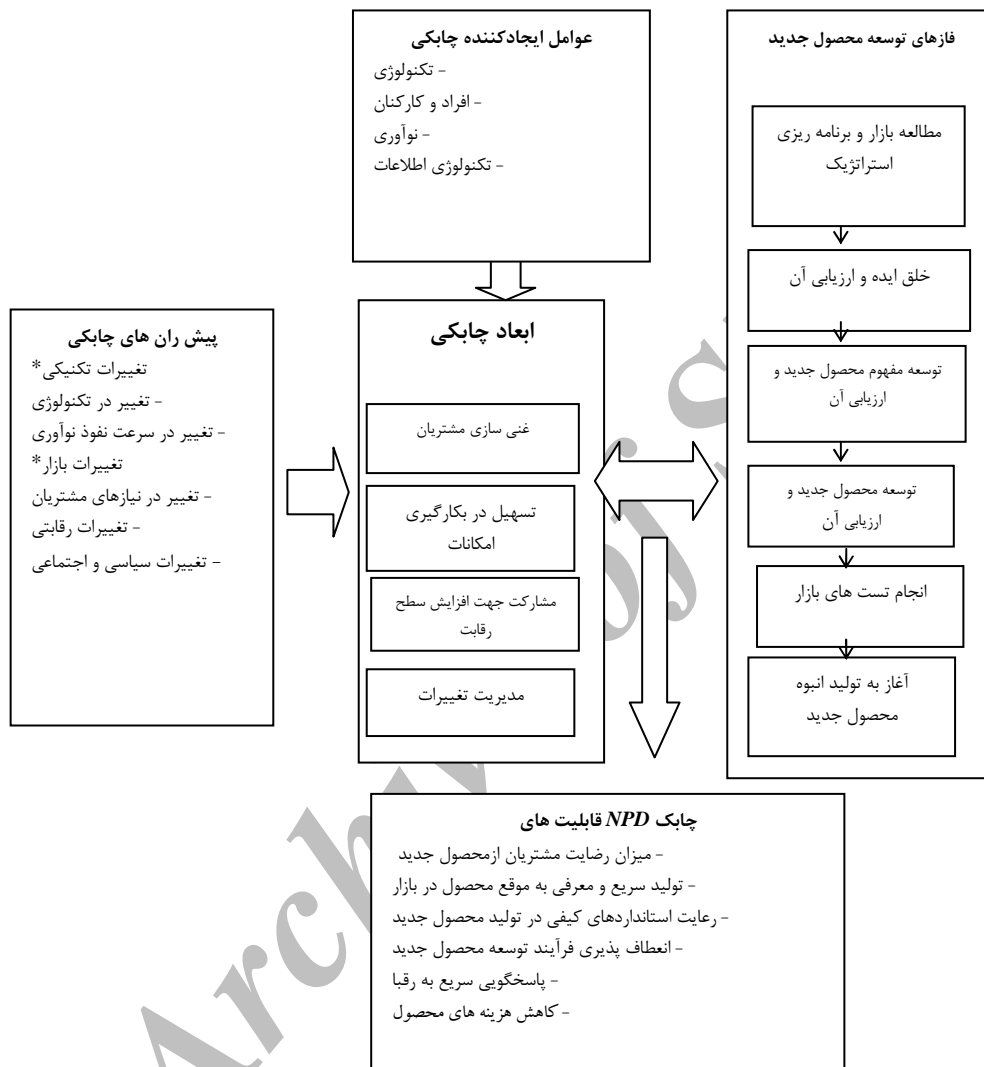 عوامل ایجادکننده چابکی
- تکنولوژی
- افراد و کارکنان
- نوآوری
- تکنولوژی اطلاعات
فازهای توسعه محصول جدید
مطالعه بازار و برنامه ریزی
استراتژیک
خلق ایده و ارزیابی آن
توسعه مفهوم محصول جدید و
ارزیابی آن
توسعه محصول جدید و
ارزیابی آن
انجام تست های بازار
آغاز به تولید انبوه
محصول جدید
ابعاد چابکی
غنی سازی مشتریان
تسهیل در بکارگیری
امکانات
مشارکت جهت افزایش سطح
رقابت
مدیریت تغییرات
پیش ران های چابکی
تغییرات تکنیکی*
- تغییر در تکنولوژی
- تغییر در سرعت نفوذ نوآوری
تغییرات بازار*
- تغییر در نیازهای مشتریان
- تغییرات رقابتی
- تغییرات سیاسی و اجتماعی
چابک NPD قابلیت های
- میزان رضایت مشتریان ازمحصول جدید
- تولید سریع و معرفی به موقع محصول در بازار
- رعایت استانداردهای کیفی در تولید محصول جدید
- انعطاف پذیری فرآیند توسعه محصول جدید
- پاسخگویی سریع به رقبا
- کاهش هزینه های محصول